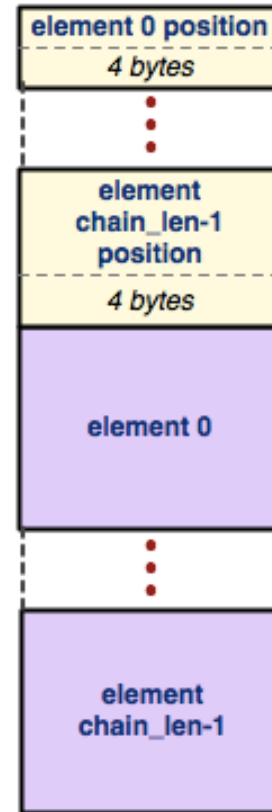 element 0 position
4 bytes
element
chain_len-1
position
4 bytes
element 0
element
chain_len-1